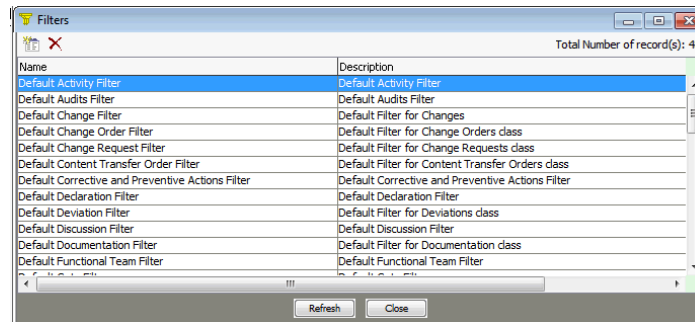 Filters
Total Number of record(s): 4
Name Description
Default Activity Filter Default Activity Filter
Default Audits Filter Default Audits Filter
Default Change Filter Default Filter for Changes
Default Change Order Filter Default Filter for Change Orders class
Default Change Request Filter Default Filter for Change Requests class
Default Content Transfer Order Filter Default Filter for Content Transfer Orders class
Default Corrective and Preventive Actions Filter Default Corrective and Preventive Actions Filter
Default Declaration Filter Default Declaration Filter
Default Deviation Filter Default Filter for Deviations class
Default Discussion Filter Default Discussion Filter
Default Documentation Filter Default Filter for Documentation class
Default Functional Team Filter Default Functional Team Filter
Refresh Close